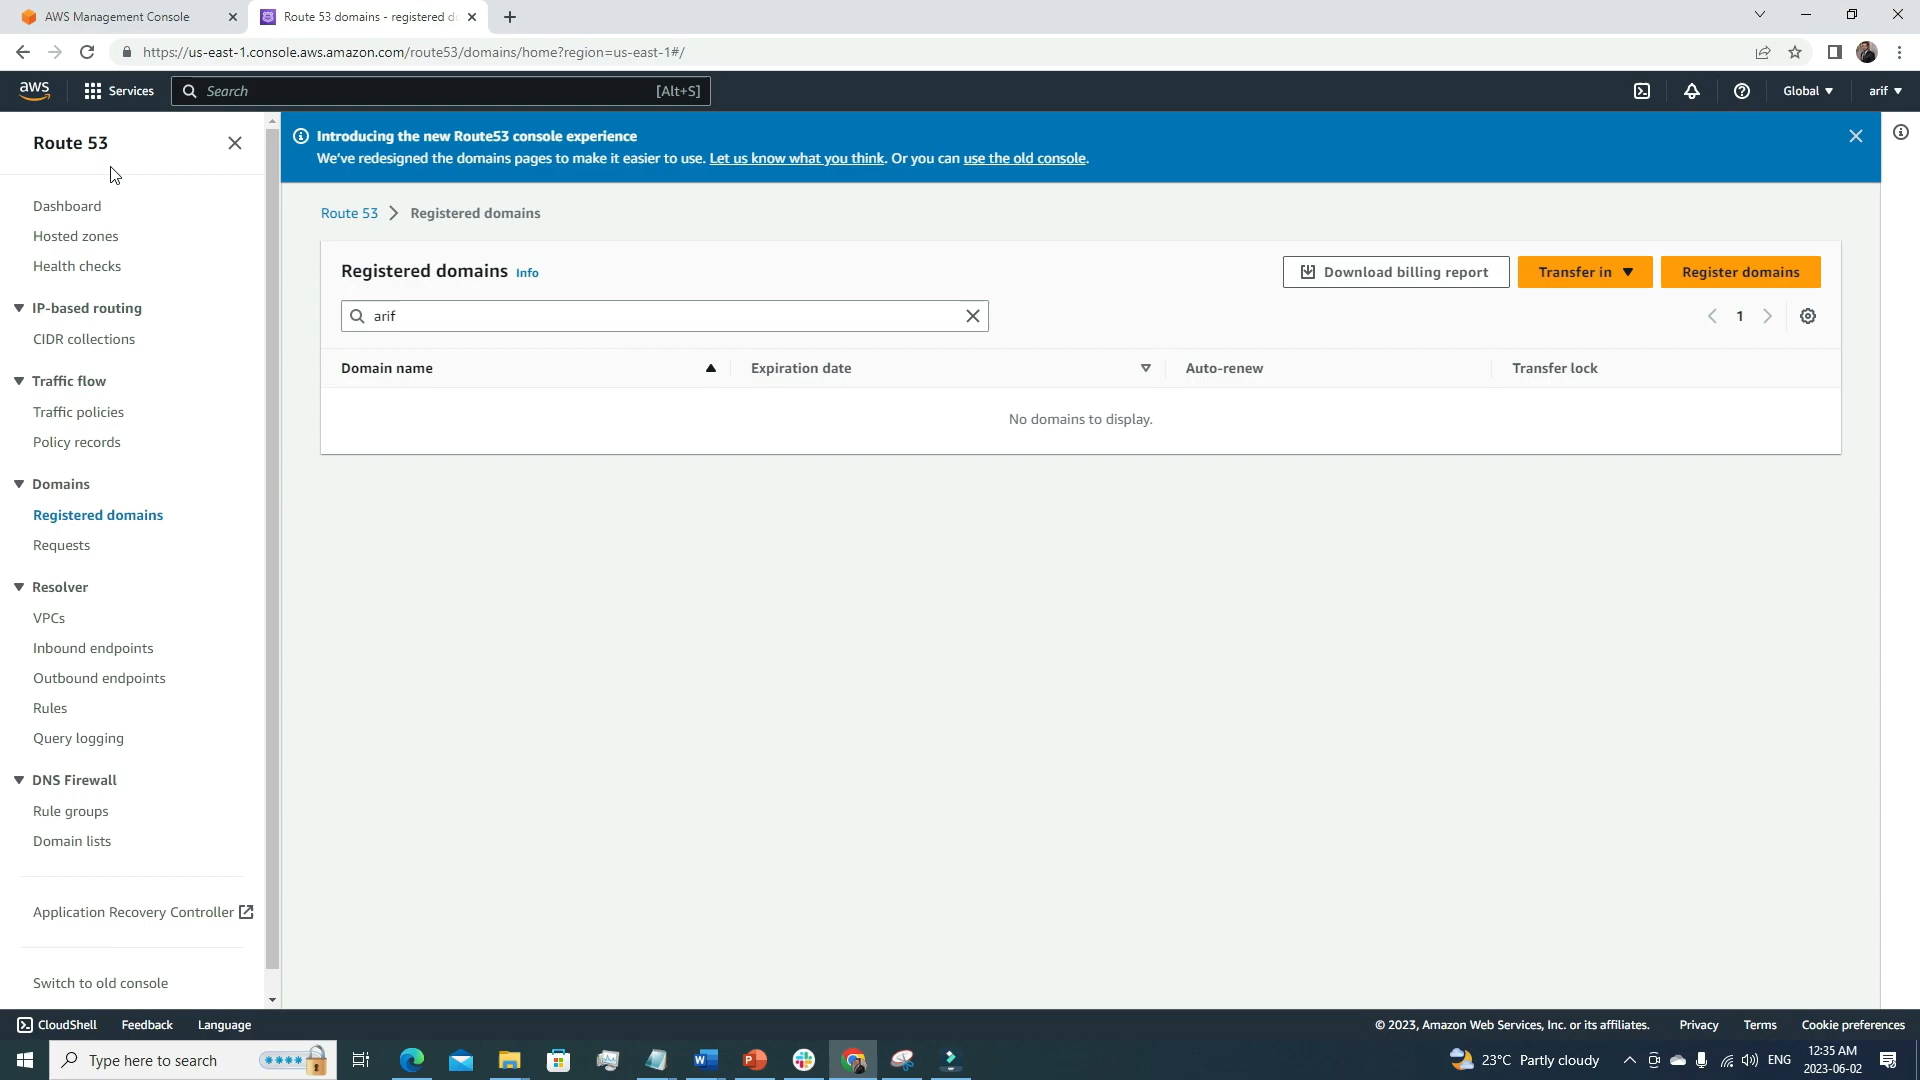 AWS Management Console
Route 53 domains - registered do
https://us-east-1.console.aws.amazon.com/route53/domains/home?region=us-east-1#/
aws
Services
Search
[Alt+S]
Global
arif
Route 53
Dashboard
Hosted zones
Health checks
IP-based routing
CIDR collections
Traffic flow
Traffic policies
Policy records
Domains
Registered domains
Requests
Resolver
VPCs
Inbound endpoints
Outbound endpoints
Rules
Query logging
DNS Firewall
Rule groups
Domain lists
Application Recovery Controller
Switch to old console
Introducing the new Route53 console experience
We've redesigned the domains pages to make it easier to use. Let us know what you think. Or you can use the old console.
Route 53 > Registered domains
Registered domains Info
Download billing report
Transfer in
Register domains
arif
1
Domain name
Expiration date
Auto-renew
Transfer lock
No domains to display.
CloudShell
Feedback
Language
© 2023, Amazon Web Services, Inc. or its affiliates.
Privacy
Terms
Cookie preferences
Type here to search
23°C Partly cloudy
ENG
12:35 AM
2023-06-02